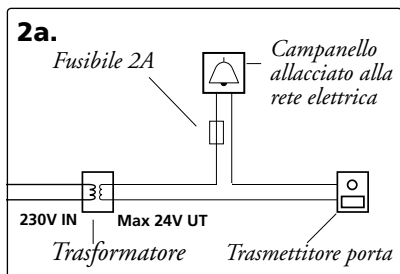 2a.
Fusibile 2A
Campanello
allacciato alla
rete elettrica
230V IN
Max 24V UT
Trasformatore
Trasmettitore porta